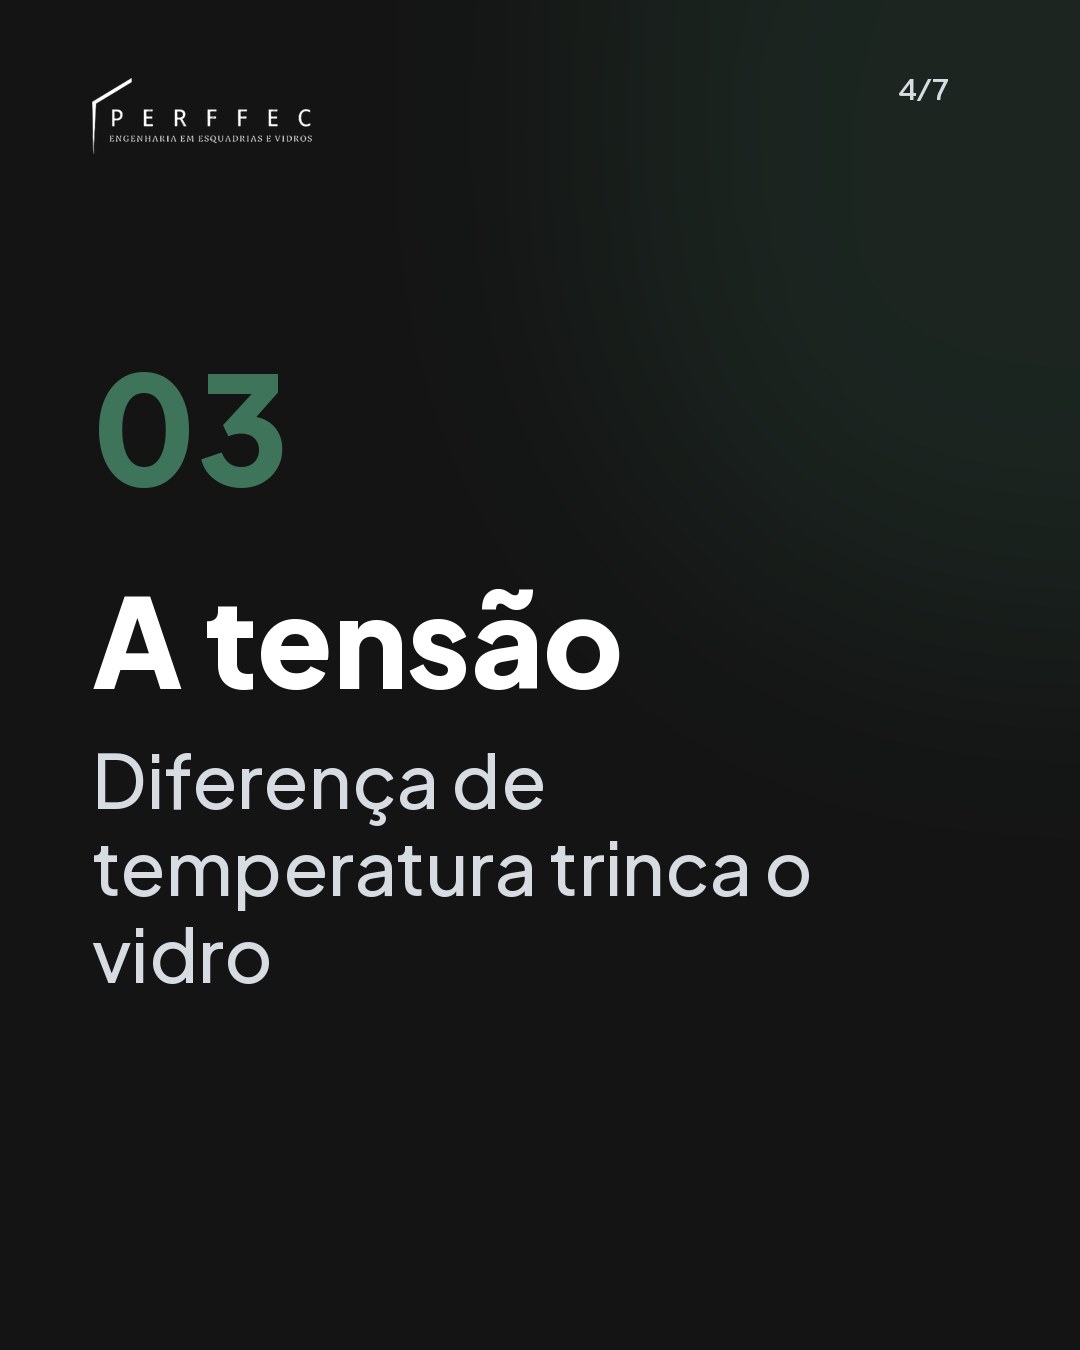 PERFFEC
ENGENHARIA EM ESQUADRIAS E VIDROS
4/7
03
A tensão
Diferença de
temperatura trinca o
vidro